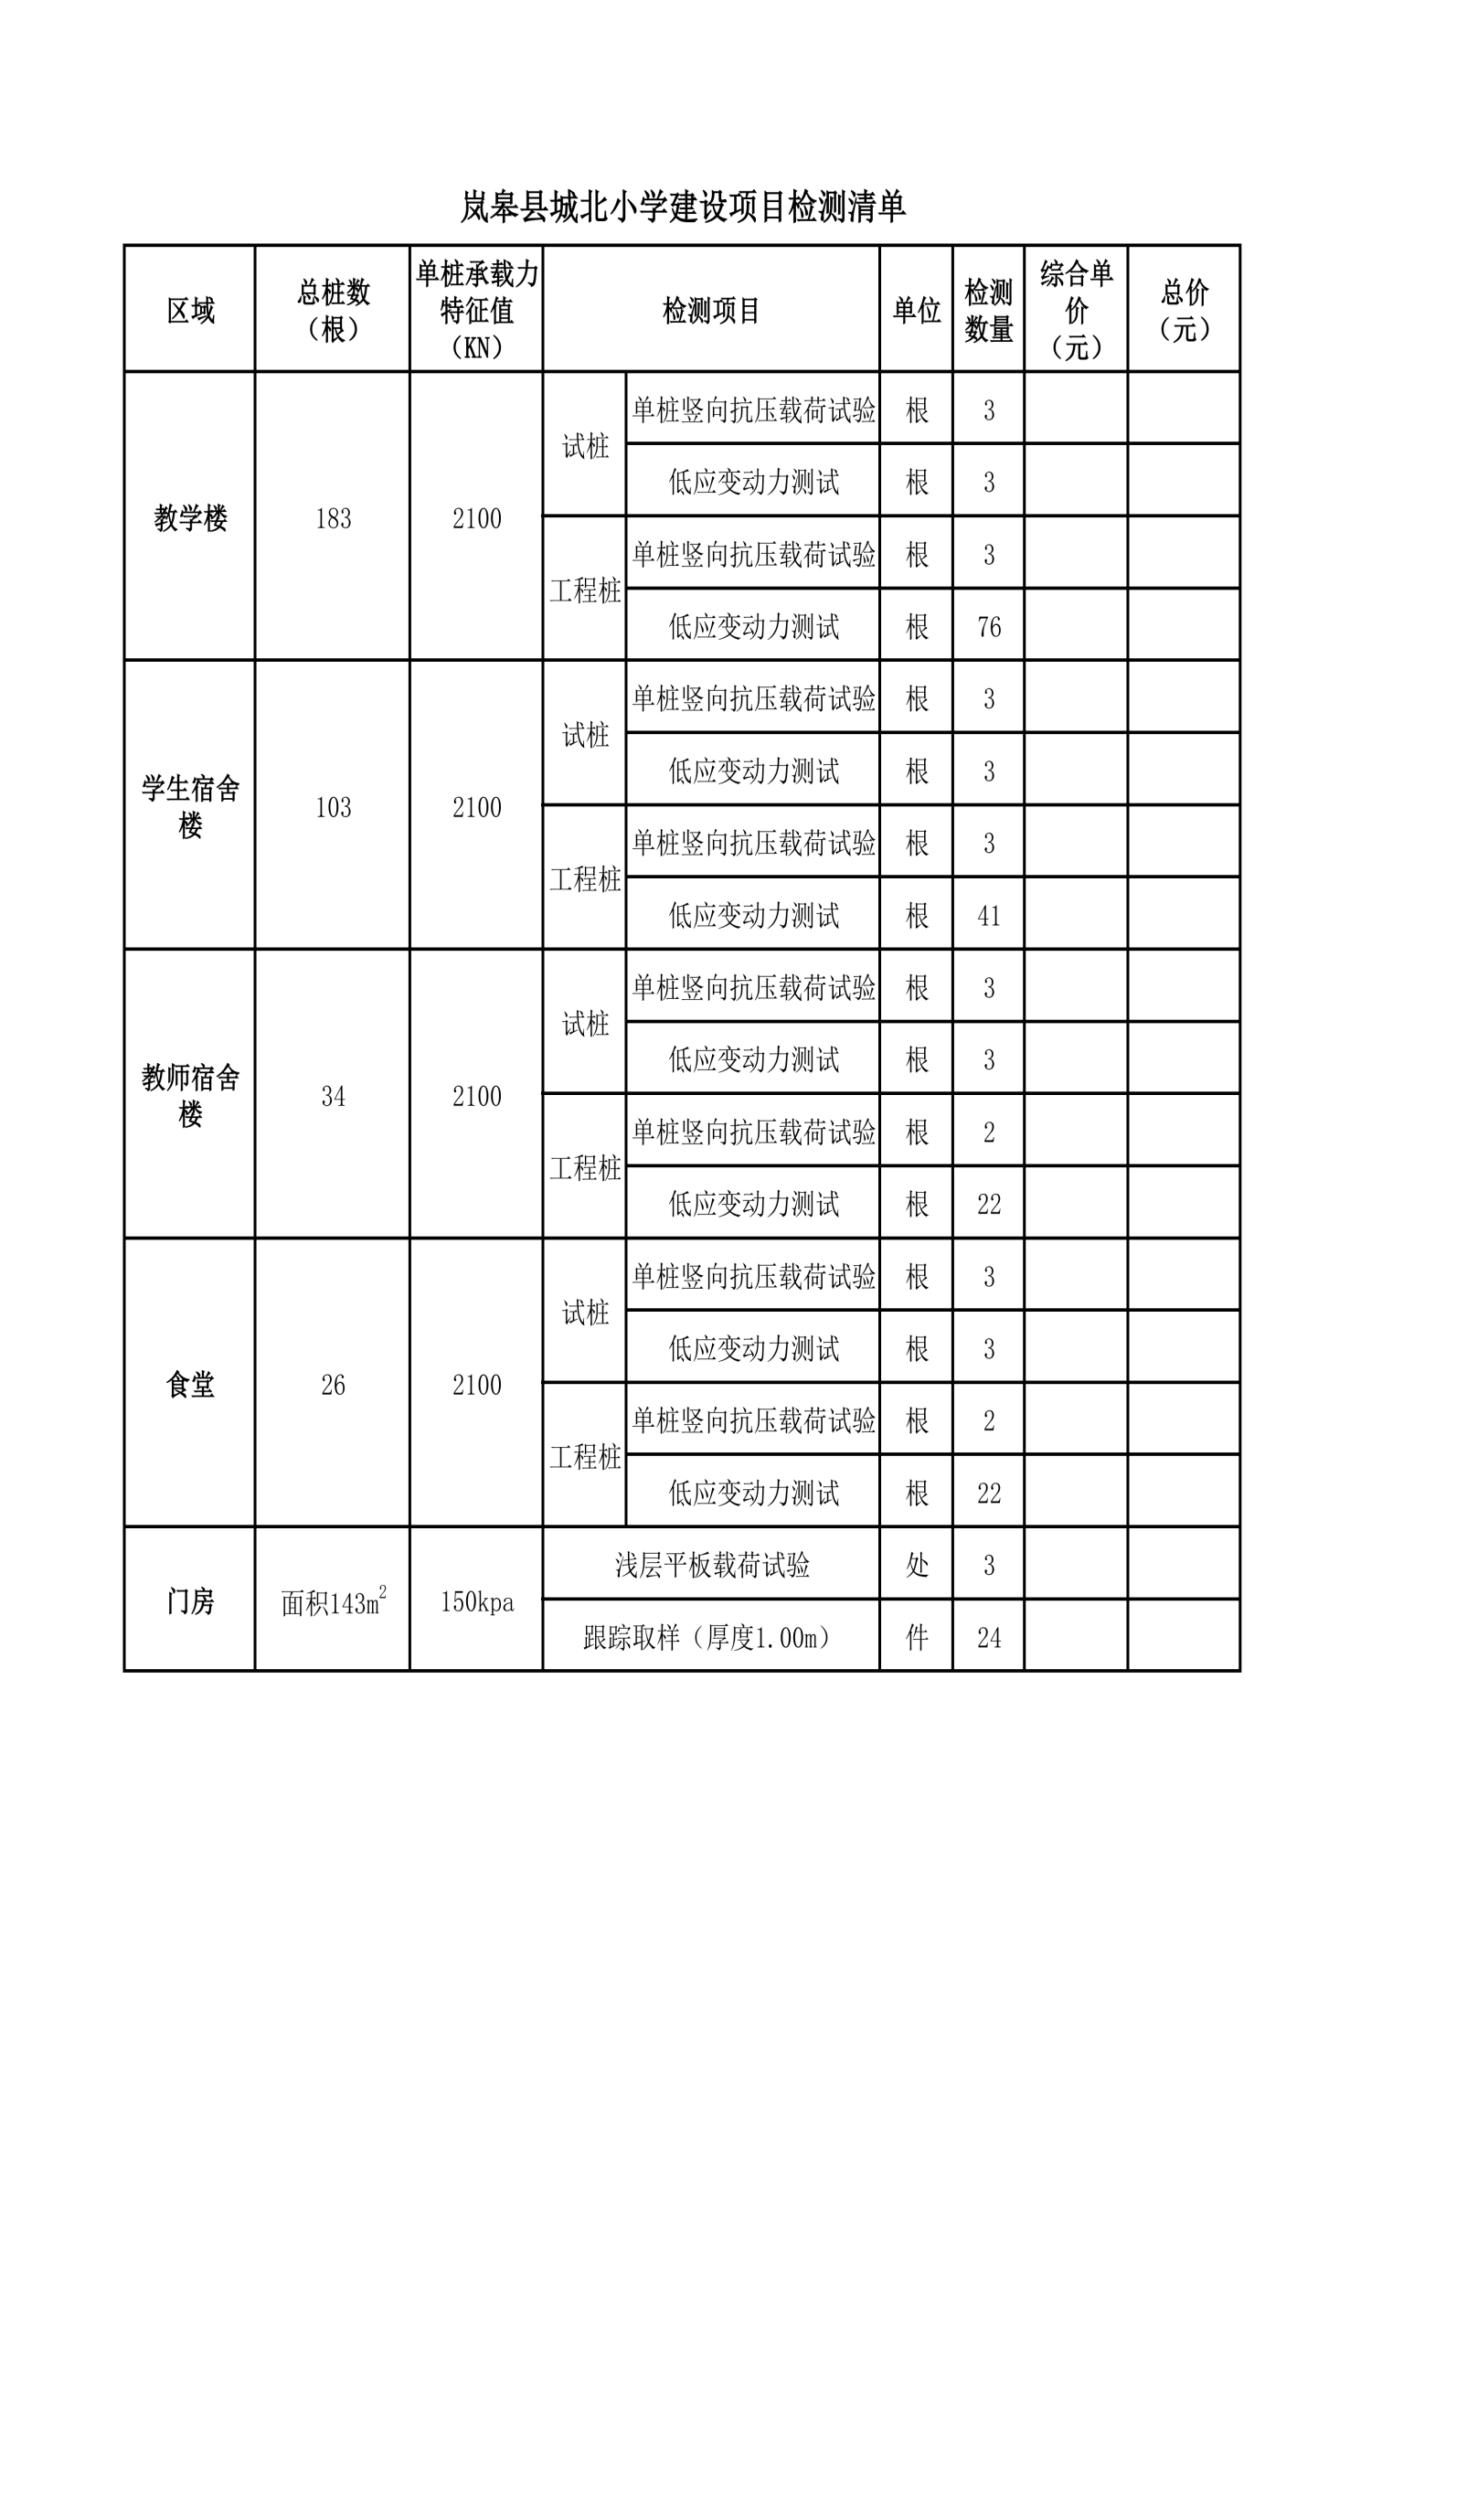 岚皋县城北小学建设项目检测清单
区域 总桩数（根） 单桩承载力特征值（KN） 检测项目 单位 检测数量 综合单价（元） 总价（元）
教学楼 183 2100 试桩 单桩竖向抗压载荷试验 根 3
低应变动力测试 根 3
工程桩 单桩竖向抗压载荷试验 根 3
低应变动力测试 根 76
学生宿舍楼 103 2100 试桩 单桩竖向抗压载荷试验 根 3
低应变动力测试 根 3
工程桩 单桩竖向抗压载荷试验 根 3
低应变动力测试 根 41
教师宿舍楼 34 2100 试桩 单桩竖向抗压载荷试验 根 3
低应变动力测试 根 3
工程桩 单桩竖向抗压载荷试验 根 2
低应变动力测试 根 22
食堂 26 2100 试桩 单桩竖向抗压载荷试验 根 3
低应变动力测试 根 3
工程桩 单桩竖向抗压载荷试验 根 2
低应变动力测试 根 22
门房 面积143m² 150kpa 浅层平板载荷试验 处 3
跟踪取样（厚度1.00m） 件 24